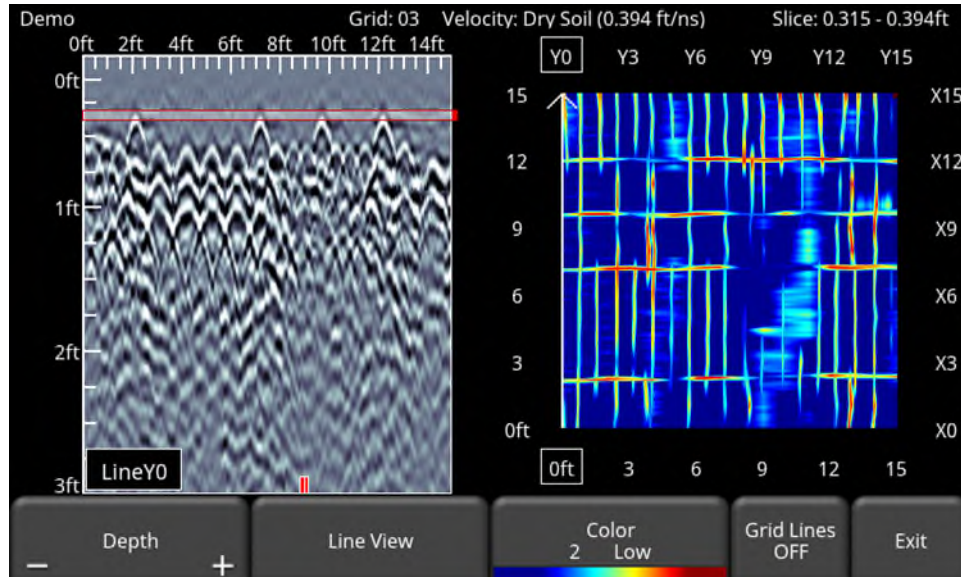 Demo Grid: 03 Velocity: Dry Soil (0.394 ft/ns) Slice: 0.315 - 0.394ft
0ft 2ft 4ft 6ft 8ft 10ft 12ft 14ft
0ft
1ft
2ft
3ft
LineY0
Y0 Y3 Y6 Y9 Y12 Y15
15 X15
12 X12
9 X9
6 X6
3 X3
0ft X0
0ft 3 6 9 12 15
Depth
− +
Line View
Color
2 Low
Grid Lines
OFF
Exit